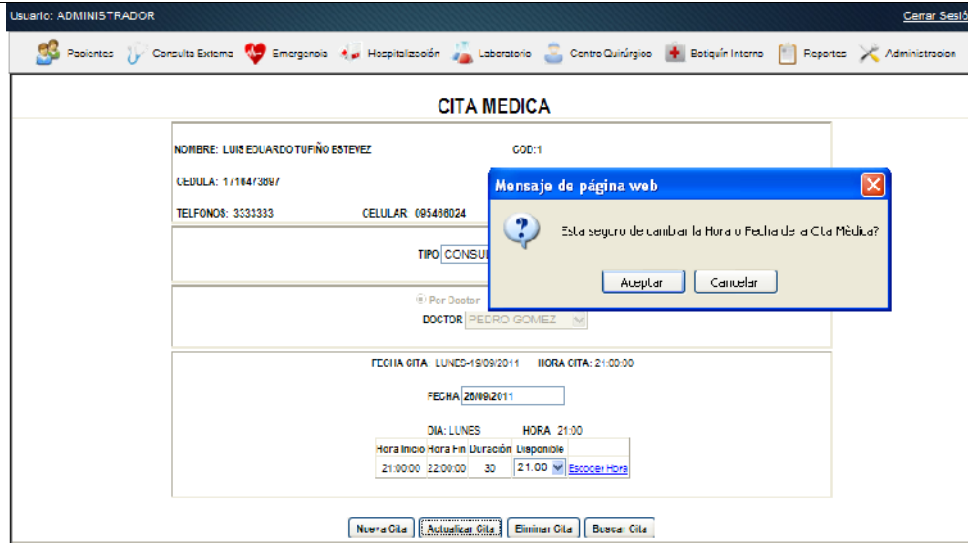 Usuario: ADMINISTRADOR Cerrar Sesió
Pacientes Consulta Externa Emergencia Hospitalización Laboratorio Centro Quirúrgico Botiquín Interno Reportes Administracion
CITA MEDICA
NOMBRE: LUIS EDUARDO TUFIÑO ESTEVEZ COD:1
CEDULA: 1716473897
TELFONOS: 3333333 CELULAR 095486024
Mensaje de página web
Esta seguro de cambiar la Hora o Fecha de la Cita Mèdica?
Aceptar Cancelar
TIPO CONSUL
Por Doctor
DOCTOR PEDRO GOMEZ
FECHA CITA: LUNES-19/09/2011 HORA CITA: 21:00:00
FECHA 26/09/2011
DIA: LUNES HORA 21:00
Hora Inicio Hora Fin Duración Disponible
21:00:00 22:00:00 30 21:00 Escoger Hora
Nueva Cita Actualizar Cita Eliminar Cita Buscar Cita